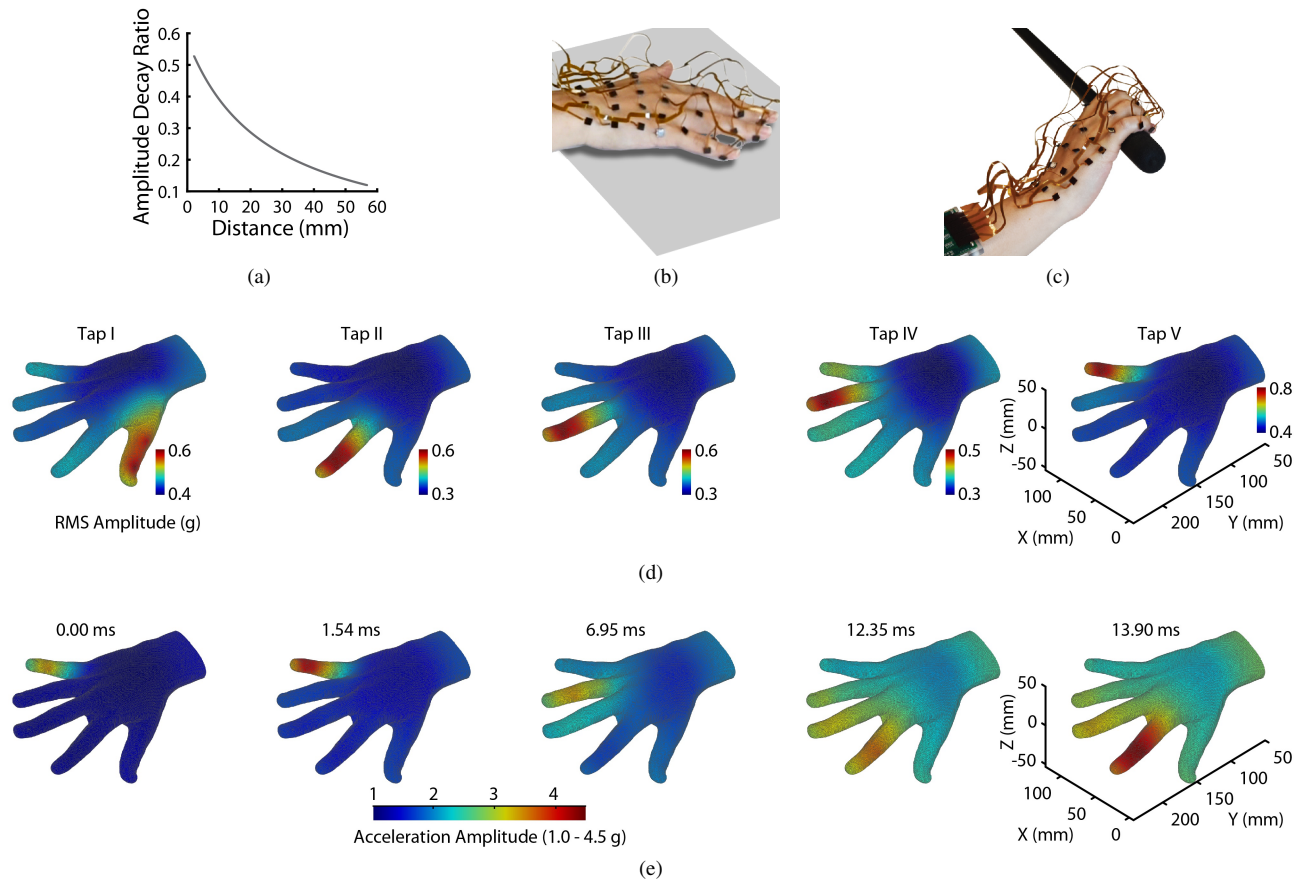 Amplitude Decay Ratio
0.6
0.5
0.4
0.3
0.2
0.1
0 10 20 30 40 50 60
Distance (mm)
(a) (b) (c)
Tap I Tap II Tap III Tap IV Tap V
0.6
0.4
0.6
0.3
0.6
0.3
0.5
0.3
0.8
0.4
RMS Amplitude (g)
Z (mm)
50
0
-50
100
50
0
X (mm)
50
100
150
200
Y (mm)
(d)
0.00 ms 1.54 ms 6.95 ms 12.35 ms 13.90 ms
1 2 3 4
Acceleration Amplitude (1.0 - 4.5 g)
Z (mm)
50
0
-50
100
50
0
X (mm)
50
100
150
200
Y (mm)
(e)